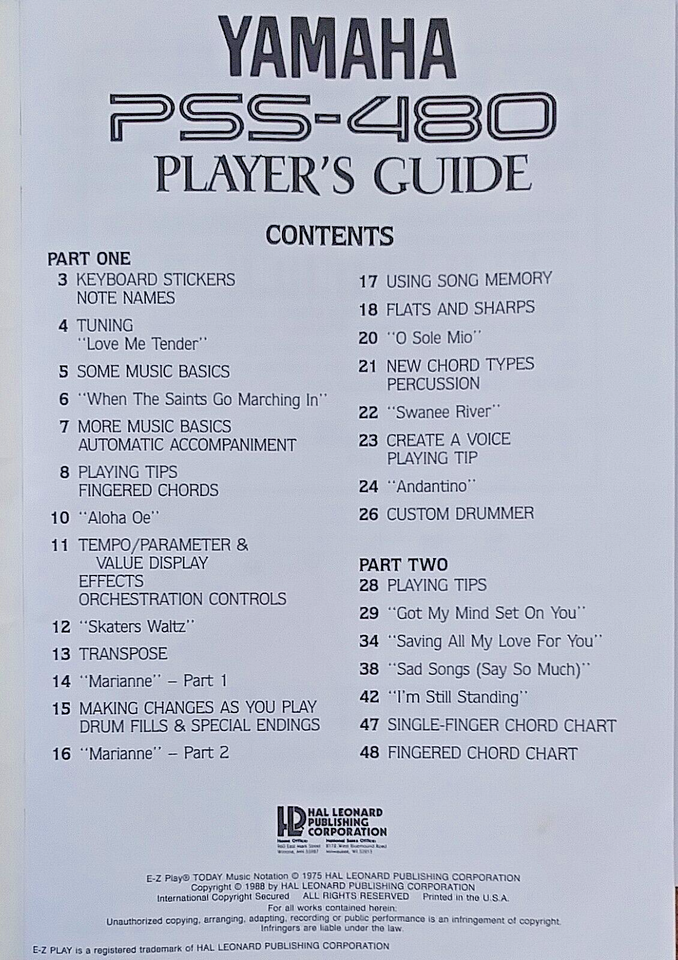 YAMAHA
PSS-480
PLAYER'S GUIDE
CONTENTS
PART ONE
3 KEYBOARD STICKERS
NOTE NAMES
4 TUNING
"Love Me Tender"
5 SOME MUSIC BASICS
6 "When The Saints Go Marching In"
7 MORE MUSIC BASICS
AUTOMATIC ACCOMPANIMENT
8 PLAYING TIPS
FINGERED CHORDS
10 "Aloha Oe"
11 TEMPO/PARAMETER &
VALUE DISPLAY
EFFECTS
ORCHESTRATION CONTROLS
12 "Skaters Waltz"
13 TRANSPOSE
14 "Marianne" – Part 1
15 MAKING CHANGES AS YOU PLAY
DRUM FILLS & SPECIAL ENDINGS
16 "Marianne" – Part 2
17 USING SONG MEMORY
18 FLATS AND SHARPS
20 "O Sole Mio"
21 NEW CHORD TYPES
PERCUSSION
22 "Swanee River"
23 CREATE A VOICE
PLAYING TIP
24 "Andantino"
26 CUSTOM DRUMMER
PART TWO
28 PLAYING TIPS
29 "Got My Mind Set On You"
34 "Saving All My Love For You"
38 "Sad Songs (Say So Much)"
42 "I'm Still Standing"
47 SINGLE-FINGER CHORD CHART
48 FINGERED CHORD CHART
HAL LEONARD
PUBLISHING
CORPORATION
E-Z Play® TODAY Music Notation © 1975 HAL LEONARD PUBLISHING CORPORATION
Copyright © 1988 by HAL LEONARD PUBLISHING CORPORATION
International Copyright Secured ALL RIGHTS RESERVED Printed in the U.S.A.
For all works contained herein:
Unauthorized copying, arranging, adapting, recording or public performance is an infringement of copyright.
Infringers are liable under the law.
E-Z PLAY is a registered trademark of HAL LEONARD PUBLISHING CORPORATION